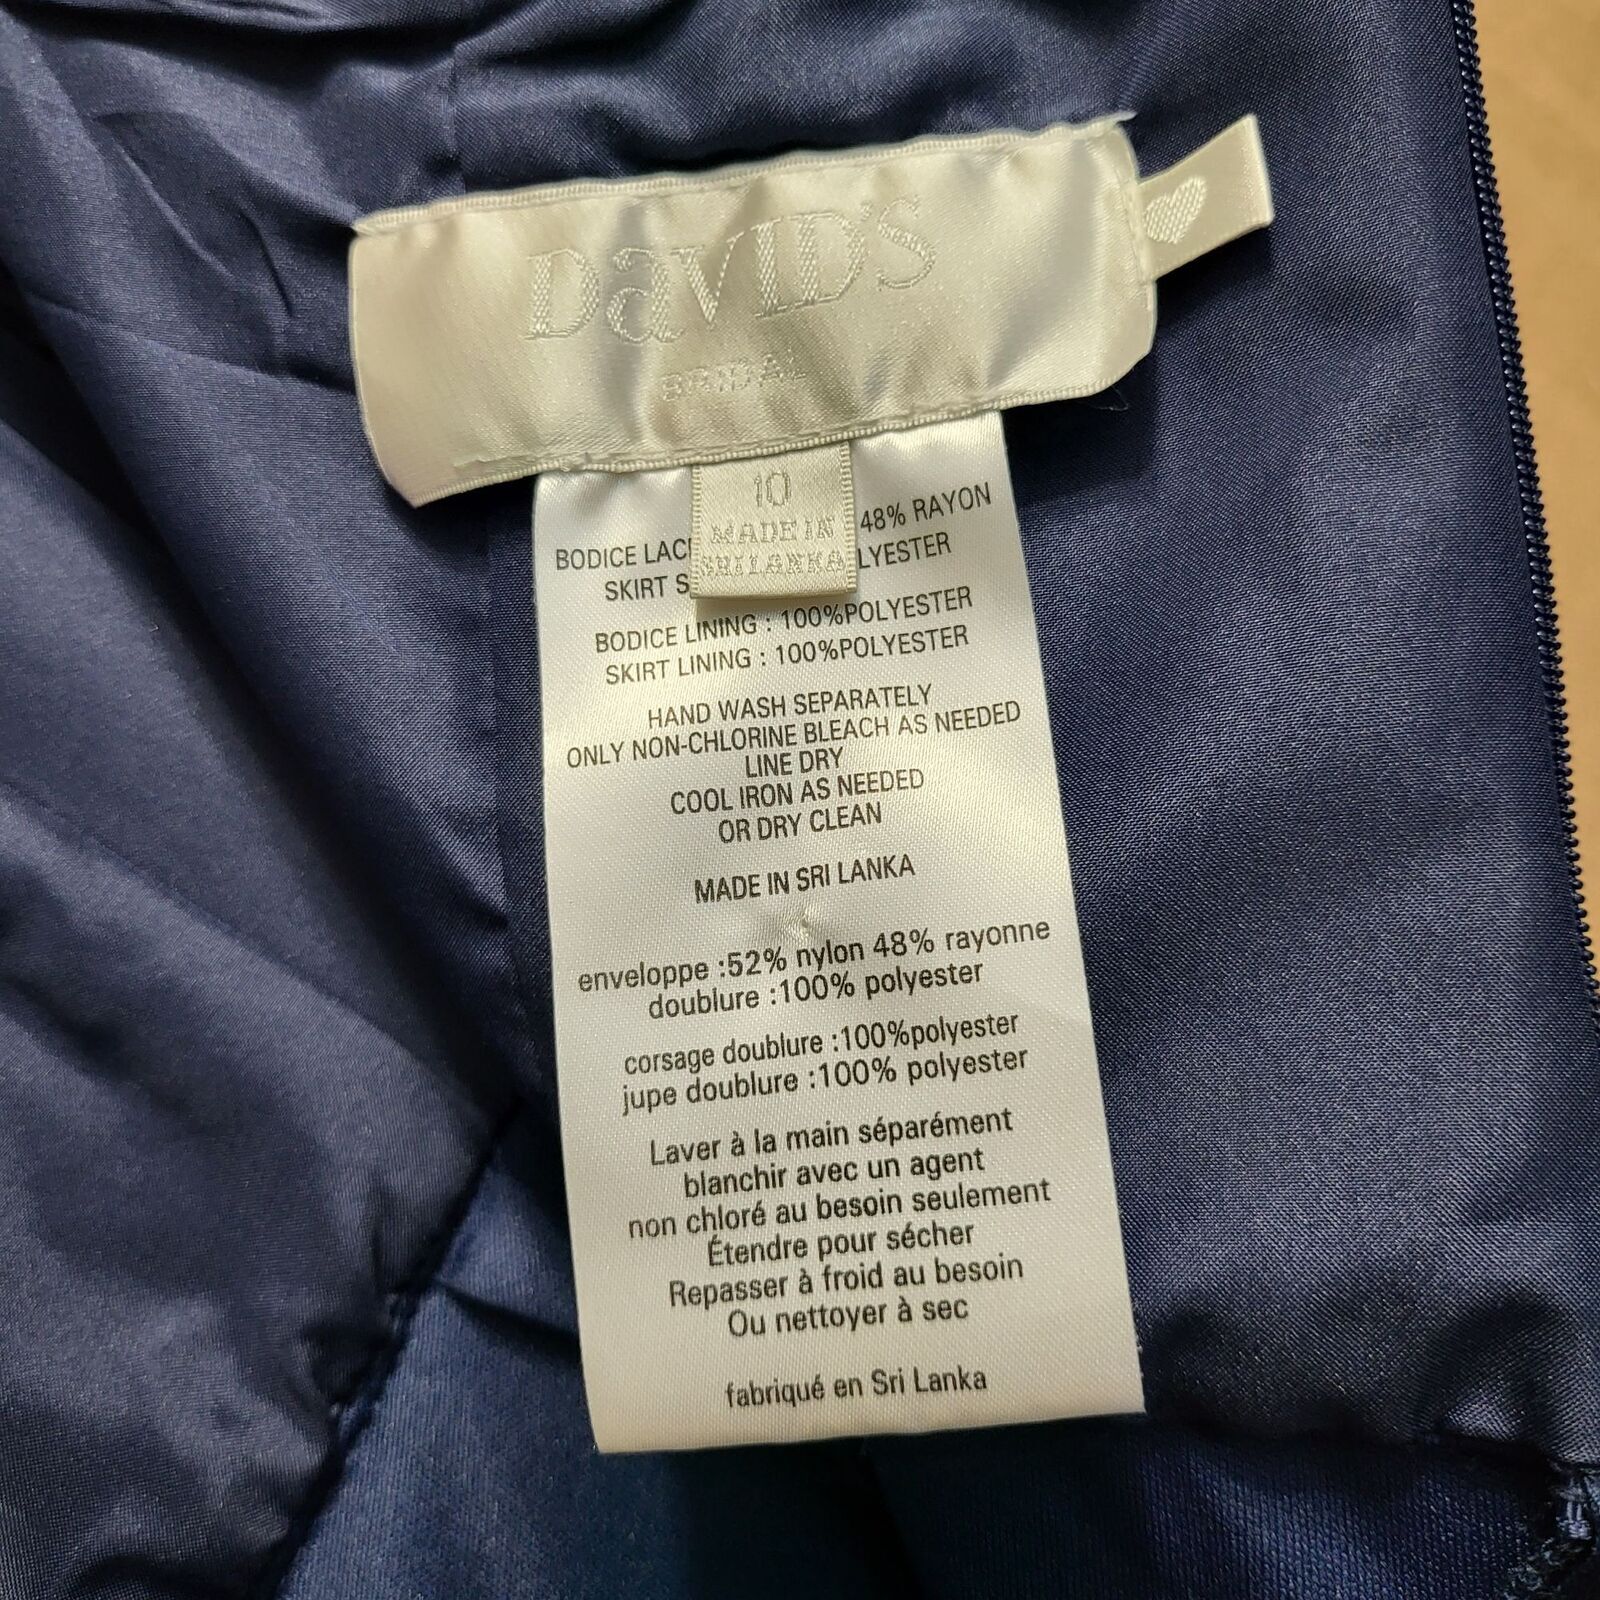 DaVID'S
BRIDAL
10
MADE IN
SRI LANKA
BODICE LAC 48% RAYON
SKIRT S LYESTER
BODICE LINING : 100%POLYESTER
SKIRT LINING : 100%POLYESTER
HAND WASH SEPARATELY
ONLY NON-CHLORINE BLEACH AS NEEDED
LINE DRY
COOL IRON AS NEEDED
OR DRY CLEAN
MADE IN SRI LANKA
enveloppe :52% nylon 48% rayonne
doublure :100% polyester
corsage doublure :100%polyester
jupe doublure :100% polyester
Laver à la main séparément
blanchir avec un agent
non chloré au besoin seulement
Étendre pour sécher
Repasser à froid au besoin
Ou nettoyer à sec
fabriqué en Sri Lanka